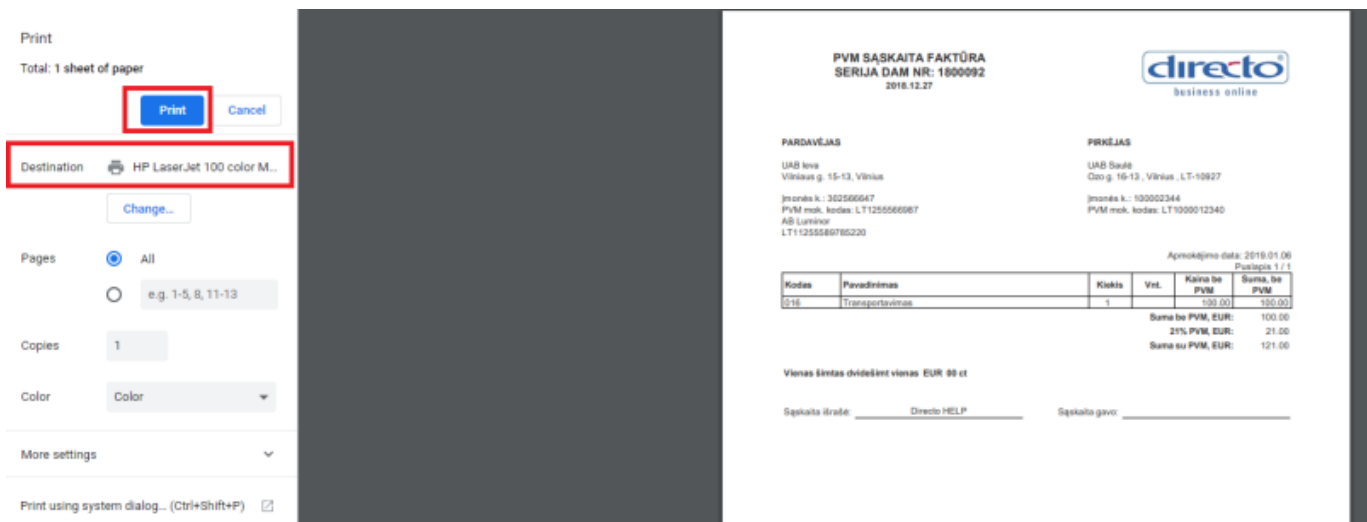 Print
Total: 1 sheet of paper
Print Cancel
Destination HP LaserJet 100 color M...
Change...
Pages All
e.g. 1-5, 8, 11-13
Copies 1
Color Color
More settings
Print using system dialog... (Ctrl+Shift+P)
PVM SĄSKAITA FAKTŪRA
SERIJA DAM NR: 1800092
2018.12.27
directo
business online
PARDAVĖJAS PIRKĖJAS
UAB Ieva UAB Saulė
Vilniaus g. 15-13, Vilnius Ozo g. 16-13 , Vilnius , LT-10927
Įmonės k.: 302566647 Įmonės k.: 100002344
PVM mok. kodas: LT1255566987 PVM mok. kodas: LT1000012340
AB Luminor
LT11255589785220
Apmokėjimo data: 2019.01.06
Puslapis 1 / 1
Kodas Pavadinimas Kiekis Vnt. Kaina be PVM Suma, be PVM
016 Transportavimas 1 100.00 100.00
Suma be PVM, EUR: 100.00
21% PVM, EUR: 21.00
Suma su PVM, EUR: 121.00
Vienas šimtas dvidešimt vienas EUR 00 ct
Sąskaita išrašė: Directo HELP Sąskaita gavo: